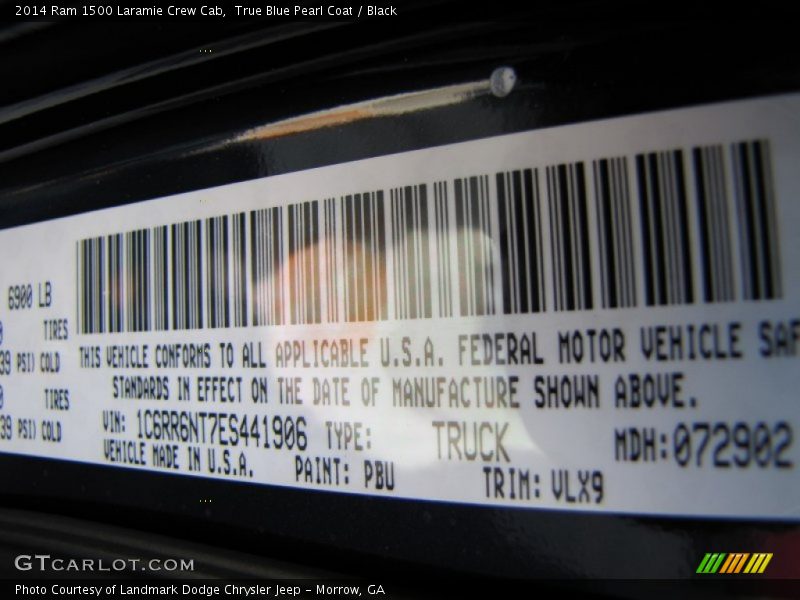 2014 Ram 1500 Laramie Crew Cab,  True Blue Pearl Coat / Black
6900 LB
TIRES
39 PSI) COLD
TIRES
39 PSI) COLD
THIS VEHICLE CONFORMS TO ALL APPLICABLE U.S.A. FEDERAL MOTOR VEHICLE SAF
STANDARDS IN EFFECT ON THE DATE OF MANUFACTURE SHOWN ABOVE.
VIN: 1C6RR6NT7ES441906 TYPE: TRUCK MDH:072902
VEHICLE MADE IN U.S.A. PAINT: PBU TRIM: VLX9
GTCARLOT.COM
Photo Courtesy of Landmark Dodge Chrysler Jeep - Morrow, GA